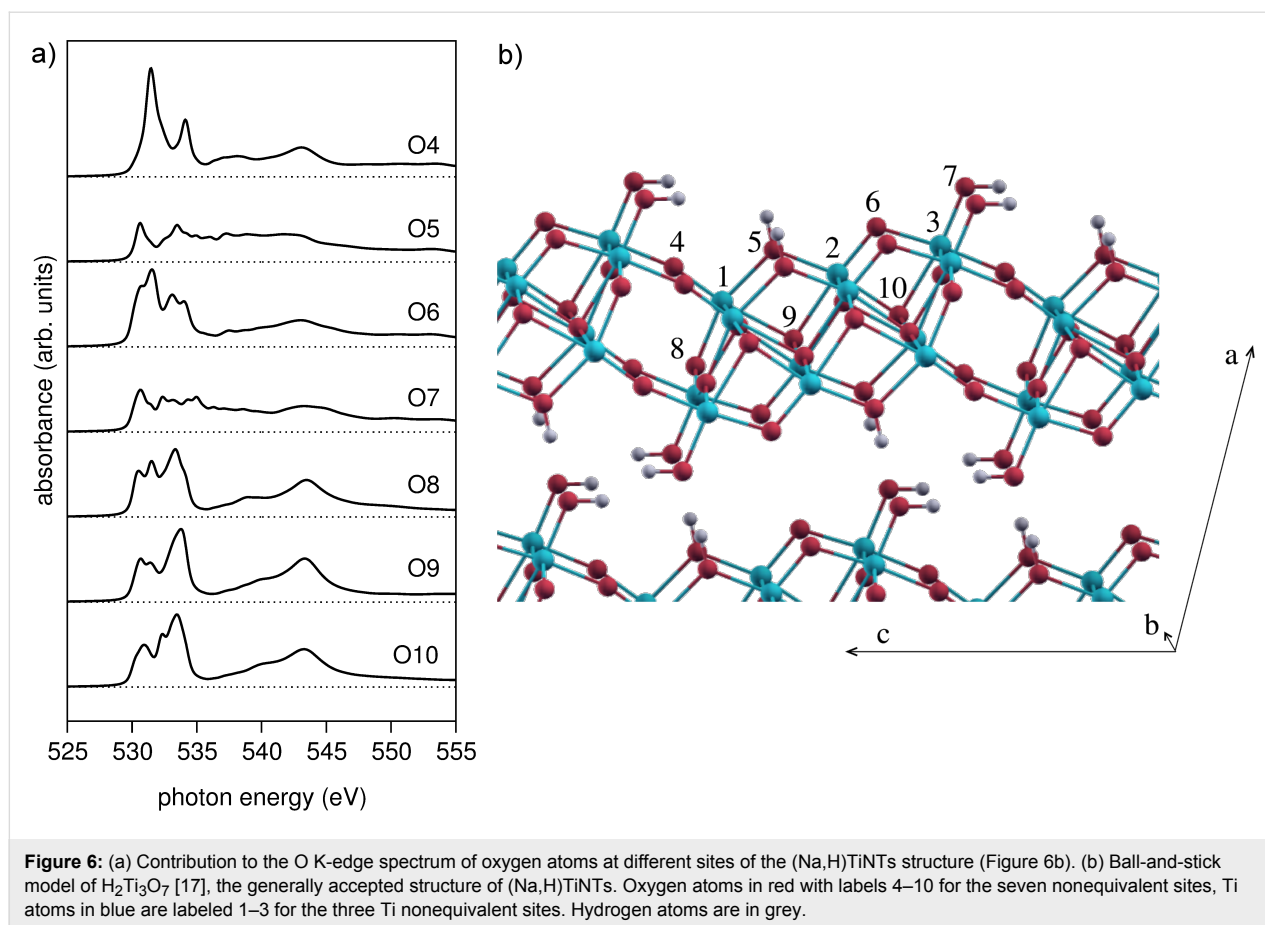 a)
absorbance (arb. units)
O4
O5
O6
O7
O8
O9
O10
525 530 535 540 545 550 555
photon energy (eV)
b)
7
6
3
4
5
2
1
10
9
8
a
b
c
Figure 6: (a) Contribution to the O K-edge spectrum of oxygen atoms at different sites of the (Na,H)TiNTs structure (Figure 6b). (b) Ball-and-stick
model of H₂Ti₃O₇ [17], the generally accepted structure of (Na,H)TiNTs. Oxygen atoms in red with labels 4–10 for the seven nonequivalent sites, Ti
atoms in blue are labeled 1–3 for the three Ti nonequivalent sites. Hydrogen atoms are in grey.